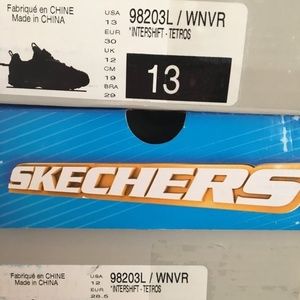 Fabriqué en CHINE
Made in CHINA
USA
13
EUR
30
UK
12
CM
19
BRA
29
98203L / WNVR
*INTERSHIFT - TETROS
13
SKECHERS
Fabriqué en CHINE
Made in CHINA
USA
12
EUR
28.5
98203L / WNVR
*INTERSHIFT - TETROS